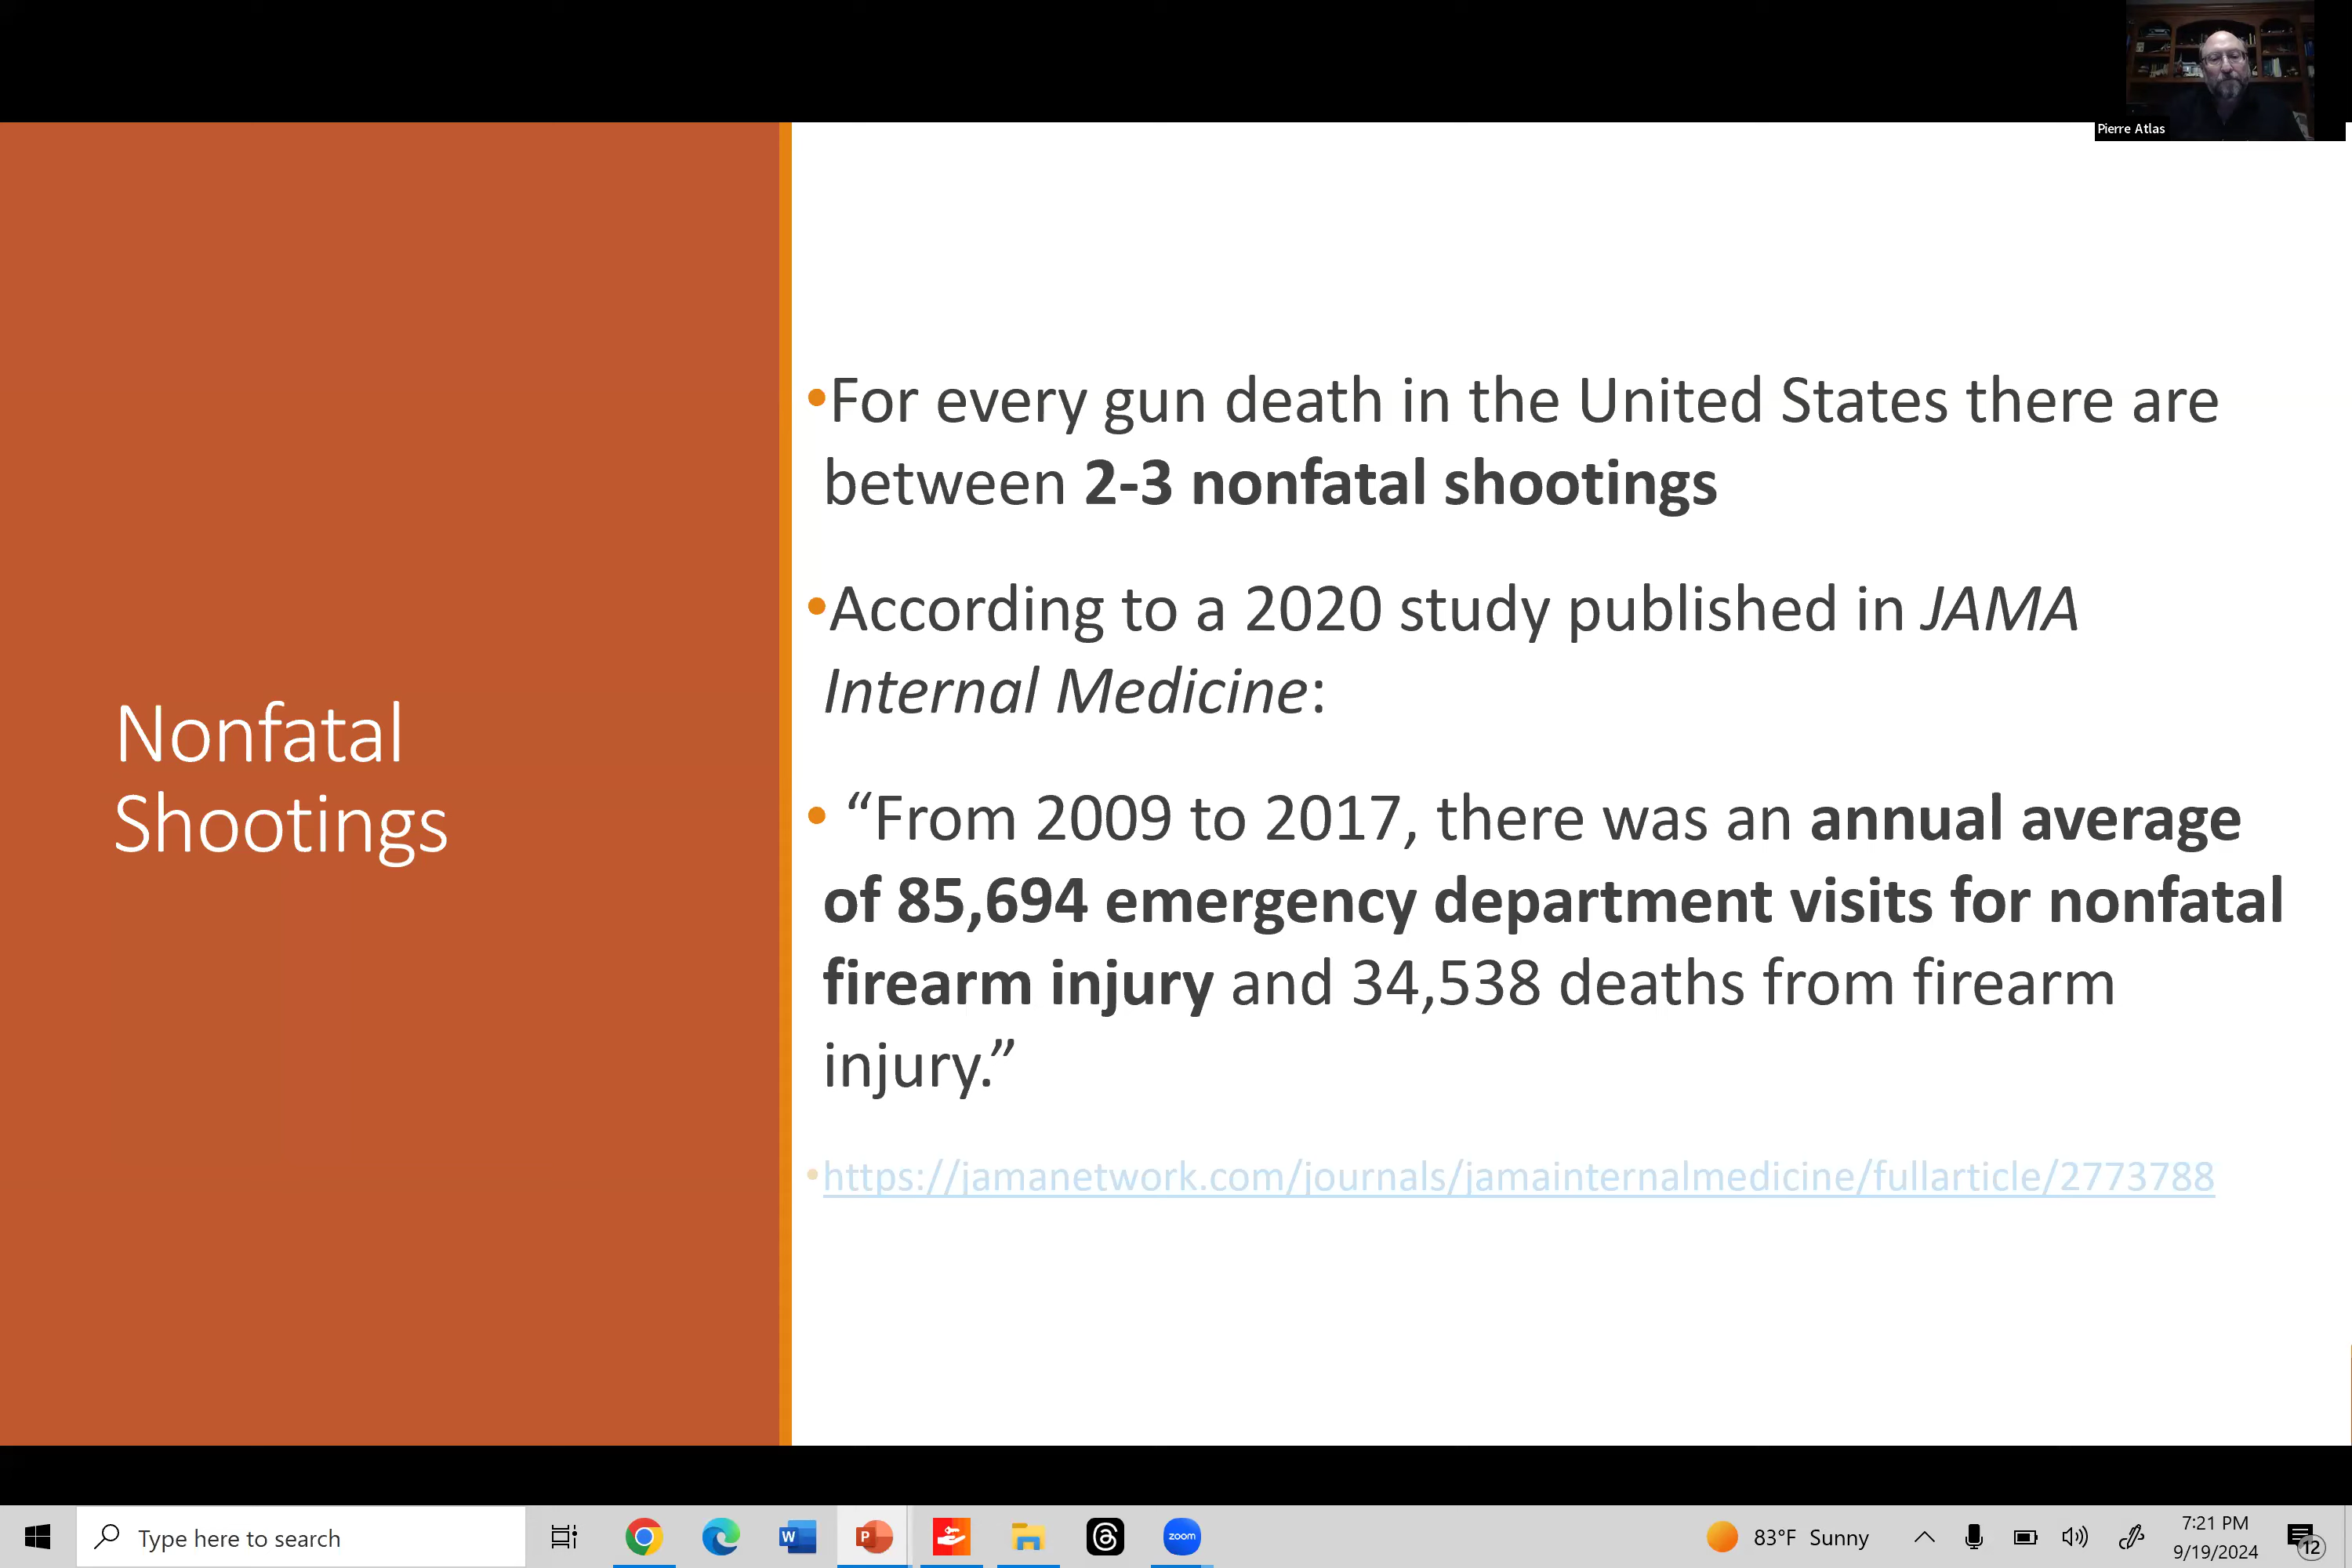 Pierre Atlas
Nonfatal
Shootings
•For every gun death in the United States there are
between 2-3 nonfatal shootings
•According to a 2020 study published in JAMA
Internal Medicine:
• “From 2009 to 2017, there was an annual average
of 85,694 emergency department visits for nonfatal
firearm injury and 34,538 deaths from firearm
injury.”
•https://jamanetwork.com/journals/jamainternalmedicine/fullarticle/2773788
Type here to search
W
P
zoom
83°F Sunny
7:21 PM
9/19/2024
12